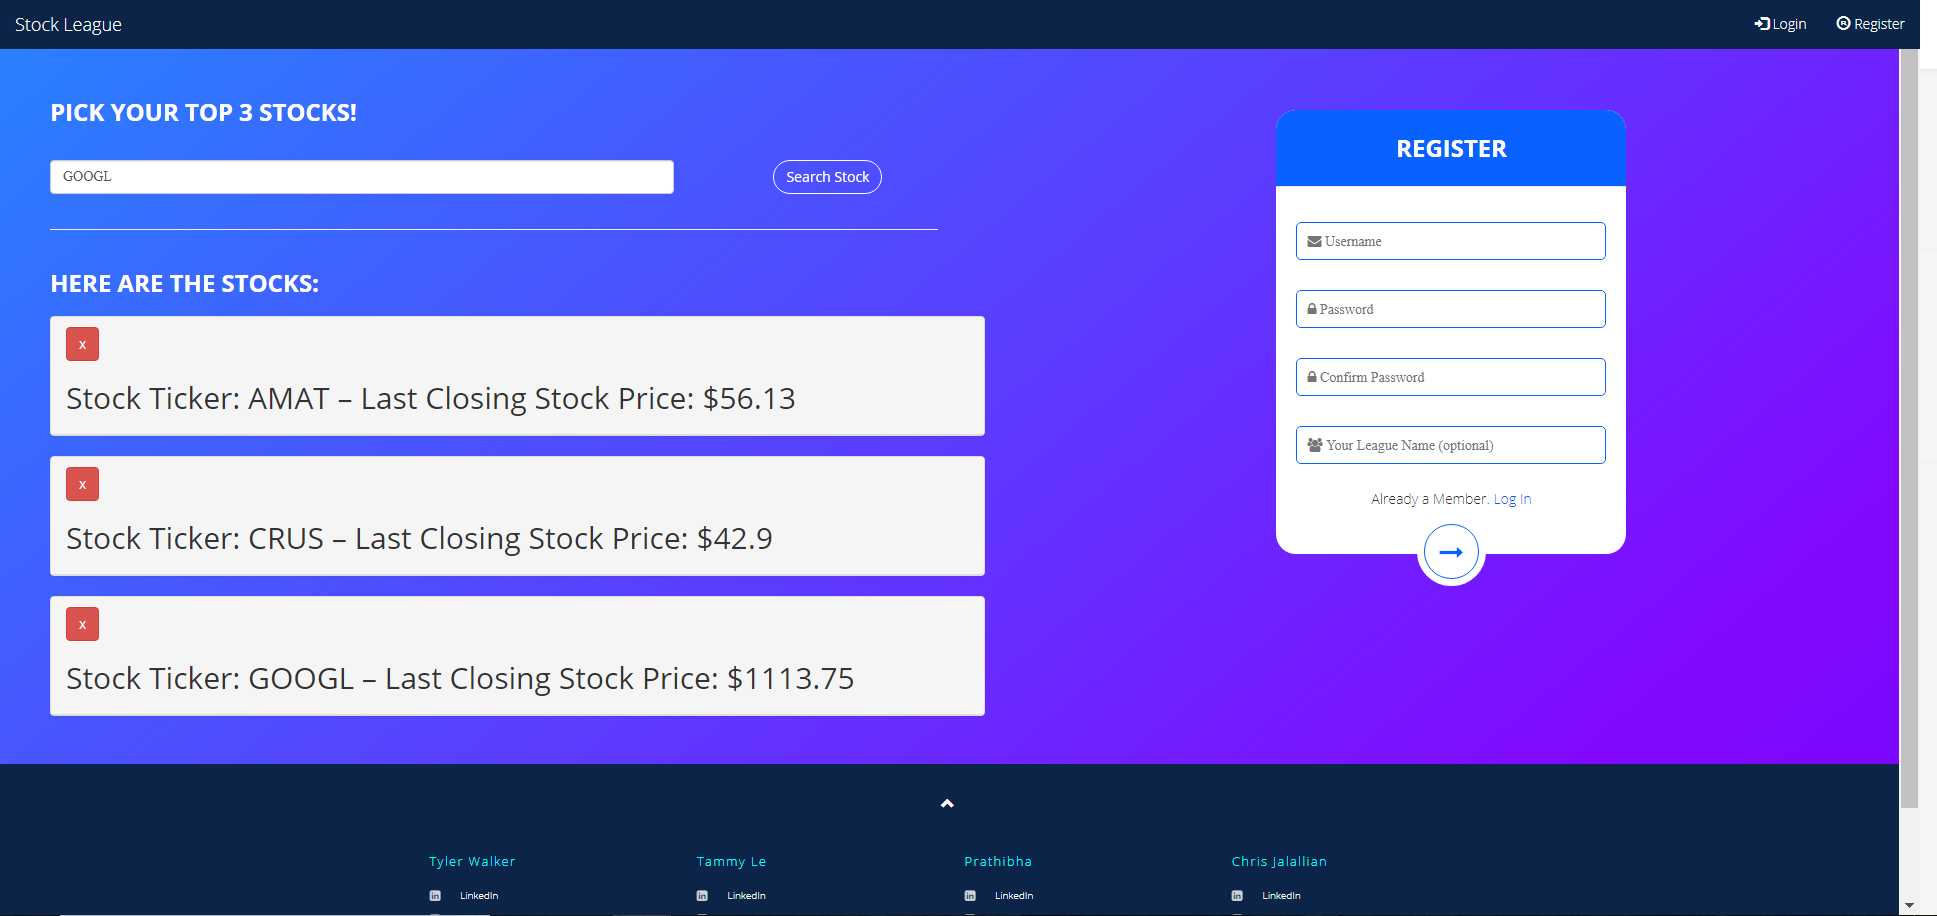 Stock League
Login
Register
PICK YOUR TOP 3 STOCKS!
GOOGL
Search Stock
HERE ARE THE STOCKS:
x
Stock Ticker: AMAT – Last Closing Stock Price: $56.13
x
Stock Ticker: CRUS – Last Closing Stock Price: $42.9
x
Stock Ticker: GOOGL – Last Closing Stock Price: $1113.75
REGISTER
Username
Password
Confirm Password
Your League Name (optional)
Already a Member. Log In
Tyler Walker
LinkedIn
Tammy Le
LinkedIn
Prathibha
LinkedIn
Chris Jalallian
LinkedIn